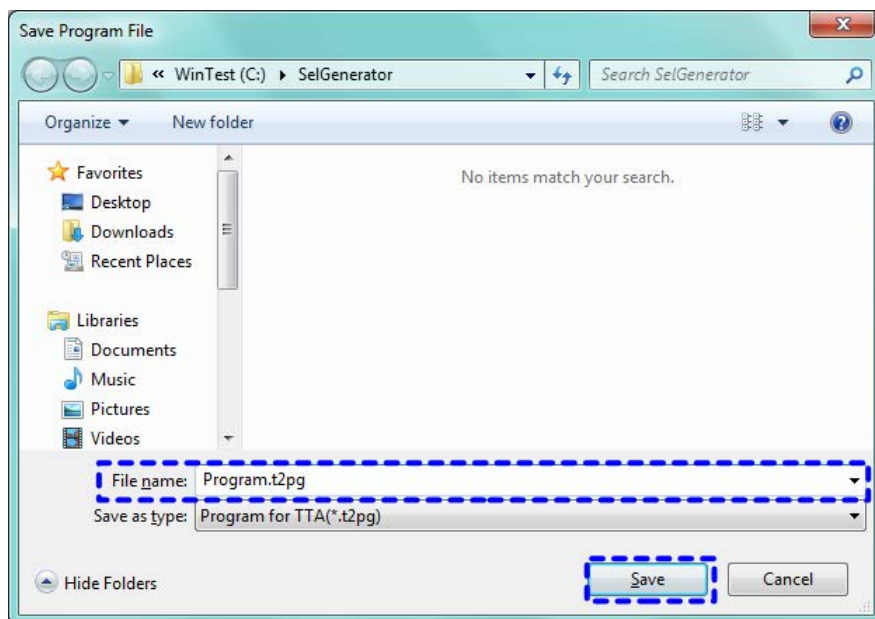 Save Program File
« WinTest (C:) ▸ SelGenerator
Search SelGenerator
Organize
New folder
Favorites
Desktop
Downloads
Recent Places
Libraries
Documents
Music
Pictures
Videos
No items match your search.
File name: Program.t2pg
Save as type: Program for TTA(*.t2pg)
Hide Folders
Save
Cancel